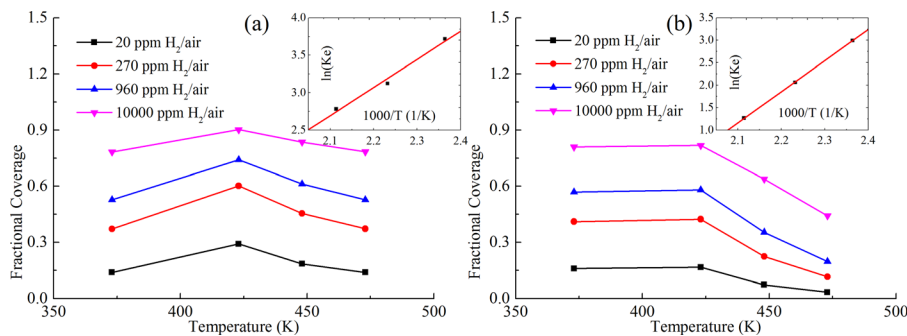 (a)
20 ppm H₂/air
270 ppm H₂/air
960 ppm H₂/air
10000 ppm H₂/air
1.5
1.2
0.9
0.6
0.3
0.0
Fractional Coverage
350
400
450
500
Temperature (K)
4.0
3.5
3.0
2.5
ln(Ke)
1000/T (1/K)
2.1
2.2
2.3
2.4
(b)
20 ppm H₂/air
270 ppm H₂/air
960 ppm H₂/air
10000 ppm H₂/air
1.5
1.2
0.9
0.6
0.3
0.0
Fractional Coverage
350
400
450
500
Temperature (K)
3.5
3.0
2.5
2.0
1.5
1.0
ln(Ke)
1000/T (1/K)
2.1
2.2
2.3
2.4